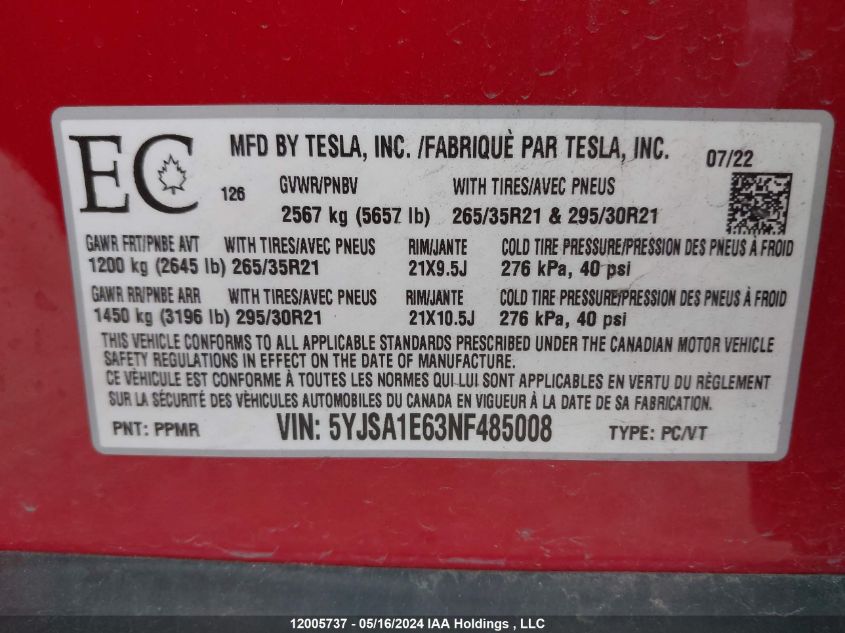 EC
MFD BY TESLA, INC. /FABRIQUÈ PAR TESLA, INC. 07/22
126 GVWR/PNBV WITH TIRES/AVEC PNEUS
2567 kg (5657 lb) 265/35R21 & 295/30R21
GAWR FRT/PNBE AVT WITH TIRES/AVEC PNEUS RIM/JANTE COLD TIRE PRESSURE/PRESSION DES PNEUS À FROID
1200 kg (2645 lb) 265/35R21 21X9.5J 276 kPa, 40 psi
GAWR RR/PNBE ARR WITH TIRES/AVEC PNEUS RIM/JANTE COLD TIRE PRESSURE/PRESSION DES PNEUS À FROID
1450 kg (3196 lb) 295/30R21 21X10.5J 276 kPa, 40 psi
THIS VEHICLE CONFORMS TO ALL APPLICABLE STANDARDS PRESCRIBED UNDER THE CANADIAN MOTOR VEHICLE
SAFETY REGULATIONS IN EFFECT ON THE DATE OF MANUFACTURE.
CE VÈHICULE EST CONFORME À TOUTES LES NORMES QUI LUI SONT APPLICABLES EN VERTU DU RÈGLEMENT
SUR LA SÉCURITÉ DES VÈHICULES AUTOMOBILES DU CANADA EN VIGUEUR À LA DATE DE SA FABRICATION.
PNT: PPMR VIN: 5YJSA1E63NF485008 TYPE: PC/VT
12005737 - 05/16/2024 IAA Holdings , LLC